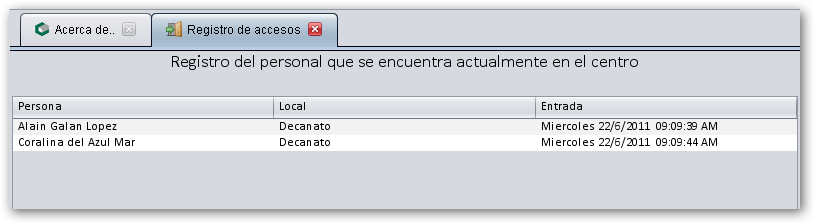 Acerca de.. Registro de accesos
Registro del personal que se encuentra actualmente en el centro
Persona Local Entrada
Alain Galan Lopez Decanato Miercoles 22/6/2011 09:09:39 AM
Coralina del Azul Mar Decanato Miercoles 22/6/2011 09:09:44 AM